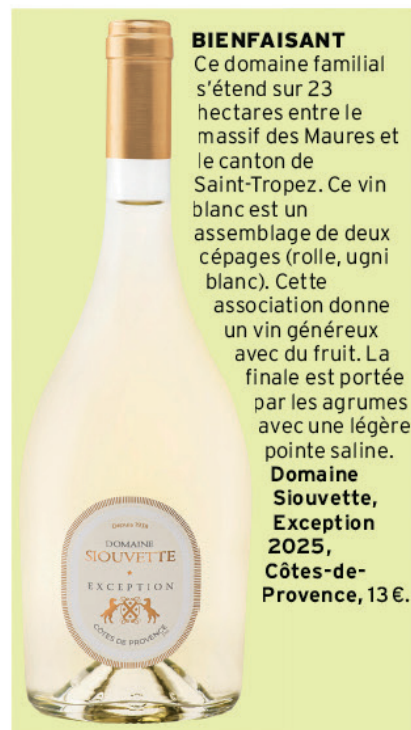 BIENFAISANT
Ce domaine familial
s’étend sur 23
hectares entre le
massif des Maures et
le canton de
Saint-Tropez. Ce vin
blanc est un
assemblage de deux
cépages (rolle, ugni
blanc). Cette
association donne
un vin généreux
avec du fruit. La
finale est portée
par les agrumes
avec une légère
pointe saline.
Domaine
Siouvette,
Exception
2025,
Côtes-de-
Provence, 13 €.
DOMAINE
SIOUVETTE
EXCEPTION
CÔTES DE PROVENCE